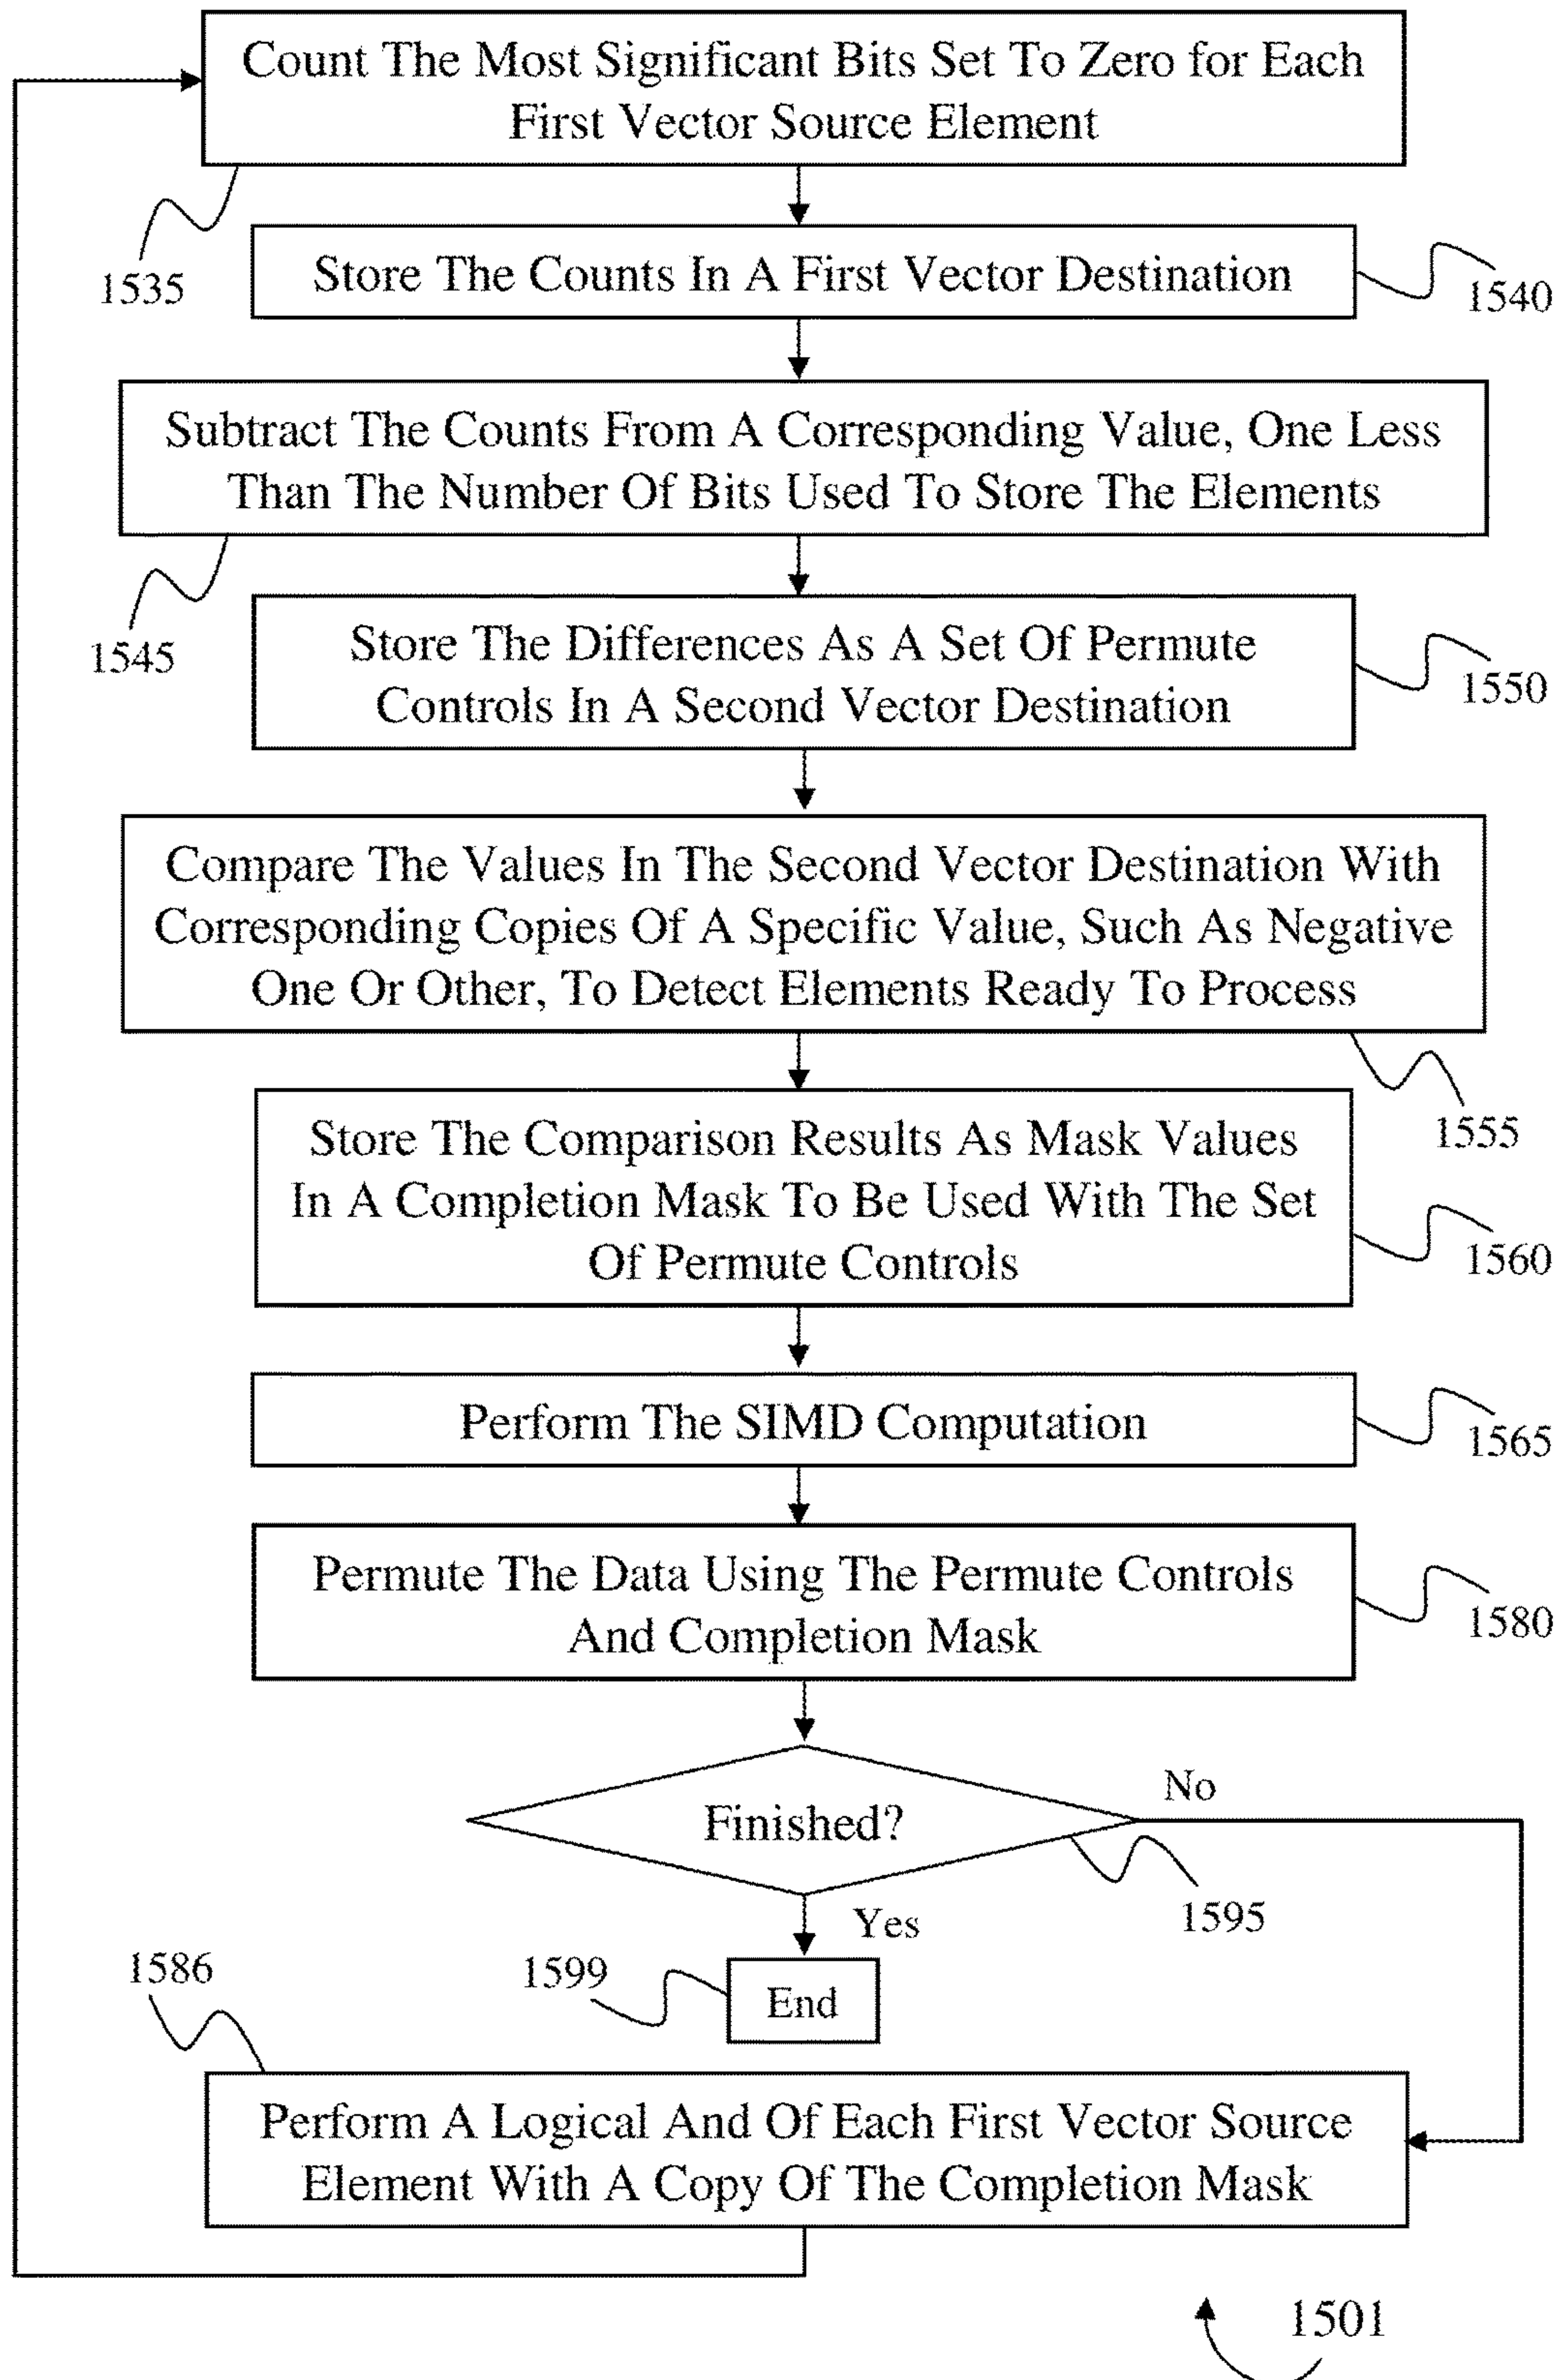 Count The Most Significant Bits Set To Zero for Each
First Vector Source Element
1535
Store The Counts In A First Vector Destination
1540
Subtract The Counts From A Corresponding Value, One Less
Than The Number Of Bits Used To Store The Elements
1545
Store The Differences As A Set Of Permute
Controls In A Second Vector Destination
1550
Compare The Values In The Second Vector Destination With
Corresponding Copies Of A Specific Value, Such As Negative
One Or Other, To Detect Elements Ready To Process
1555
Store The Comparison Results As Mask Values
In A Completion Mask To Be Used With The Set
Of Permute Controls
1560
Perform The SIMD Computation
1565
Permute The Data Using The Permute Controls
And Completion Mask
1580
No
Finished?
1595
Yes
1586
1599
End
Perform A Logical And Of Each First Vector Source
Element With A Copy Of The Completion Mask
1501